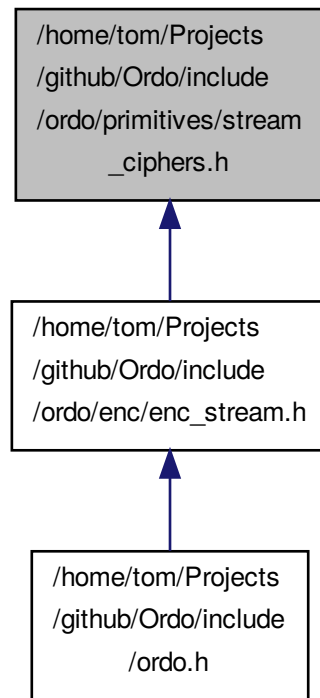 /home/tom/Projects
/github/Ordo/include
/ordo/primitives/stream
_ciphers.h
/home/tom/Projects
/github/Ordo/include
/ordo/enc/enc_stream.h
/home/tom/Projects
/github/Ordo/include
/ordo.h